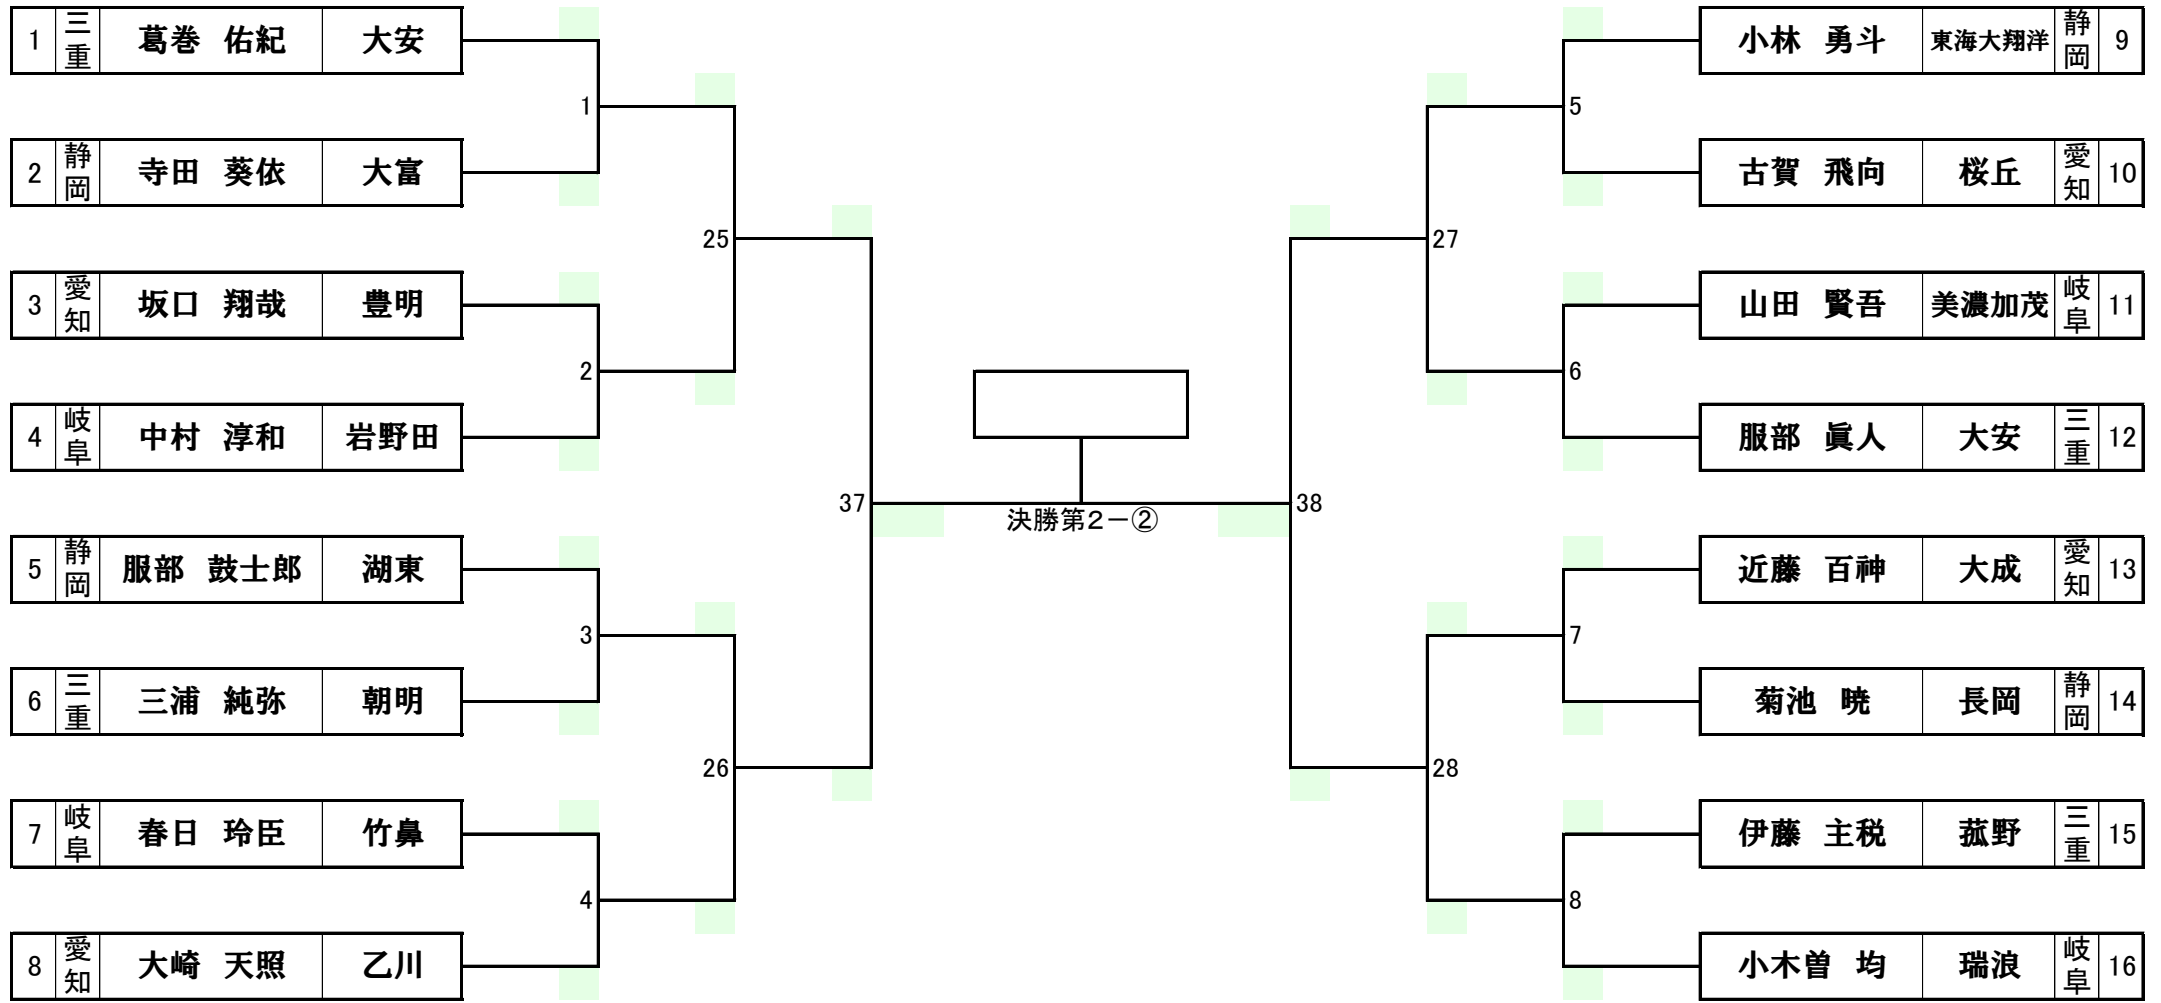 1 三重 葛巻 佑紀 大安
2 静岡 寺田 葵依 大富
3 愛知 坂口 翔哉 豊明
4 岐阜 中村 淳和 岩野田
5 静岡 服部 鼓士郎 湖東
6 三重 三浦 純弥 朝明
7 岐阜 春日 玲臣 竹鼻
8 愛知 大崎 天照 乙川
1
2
3
4
25
26
37
決勝第2－②
38
27
28
5
6
7
8
小林 勇斗 東海大翔洋 静岡 9
古賀 飛向 桜丘 愛知 10
山田 賢吾 美濃加茂 岐阜 11
服部 眞人 大安 三重 12
近藤 百神 大成 愛知 13
菊池 暁 長岡 静岡 14
伊藤 主税 菰野 三重 15
小木曽 均 瑞浪 岐阜 16